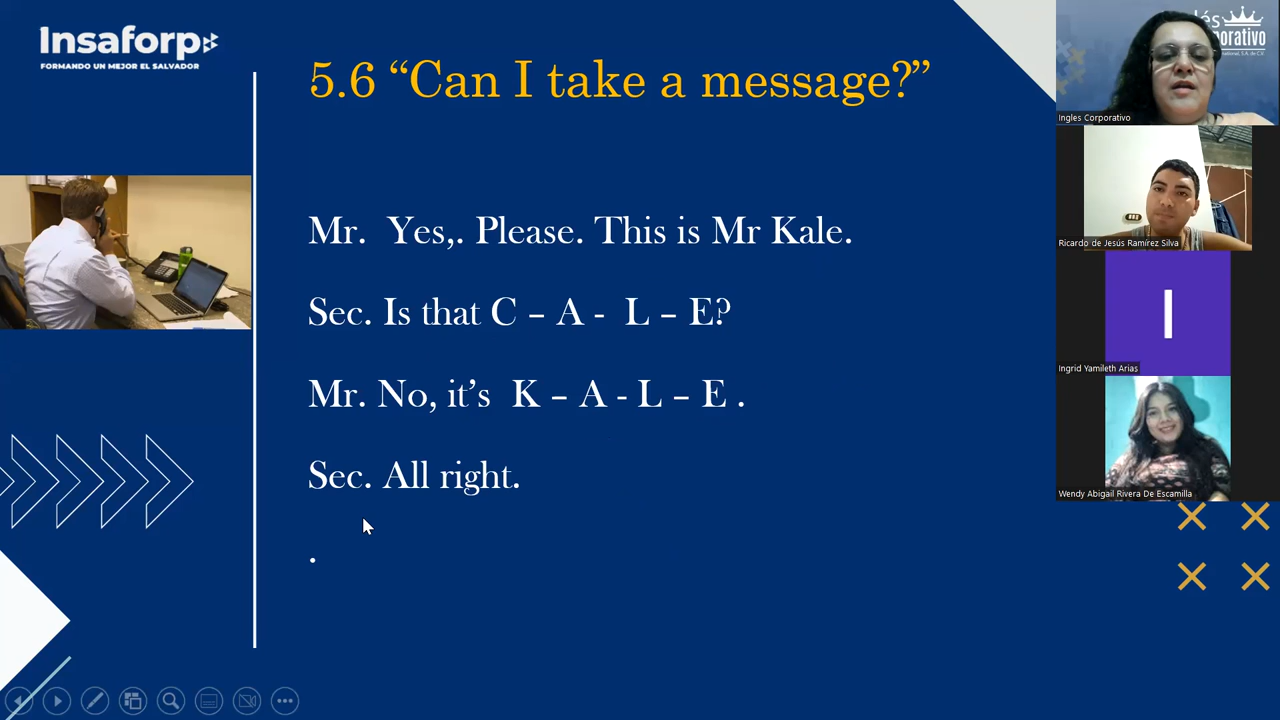 Insaforp
FORMANDO UN MEJOR EL SALVADOR
5.6 “Can I take a message?”
Mr.  Yes,. Please. This is Mr Kale.
Sec. Is that C – A -  L – E?
Mr. No, it’s  K – A - L – E .
Sec. All right.
.
Ingles Corporativo
Ricardo de Jesús Ramírez Silva
I
Ingrid Yamileth Arias
Wendy Abigail Rivera De Escamilla